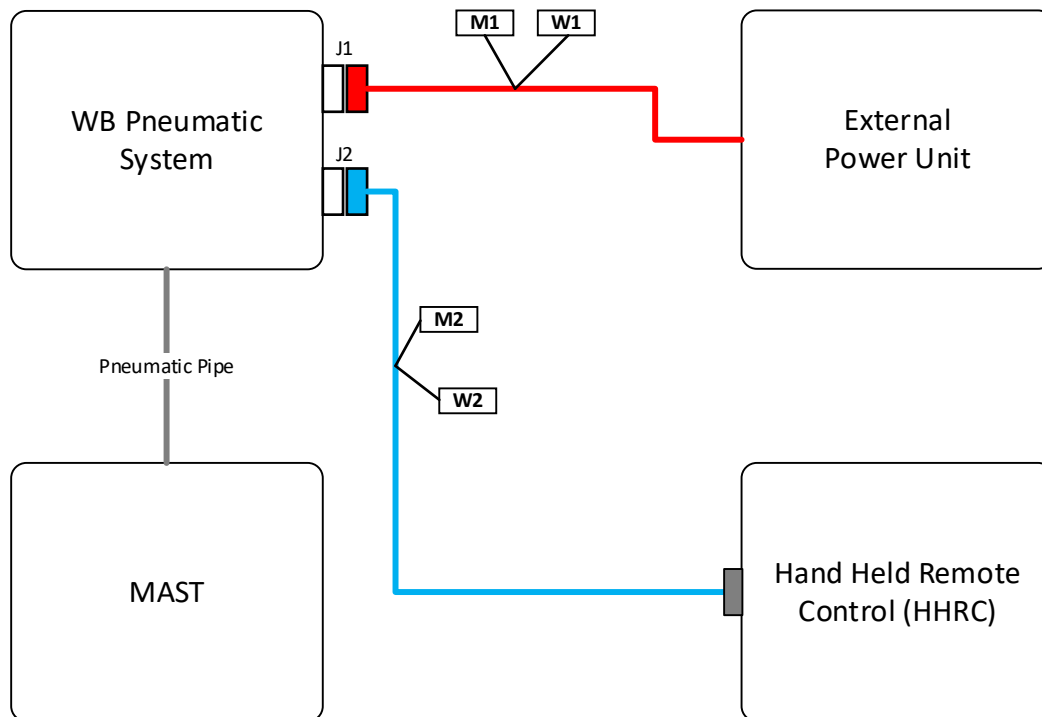 M1
W1
J1
WB Pneumatic
System
External
Power Unit
J2
M2
Pneumatic Pipe
W2
MAST
Hand Held Remote
Control (HHRC)